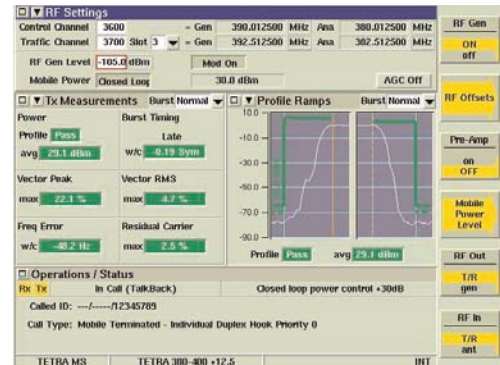 RF Settings
Control Channel 3600 = Gen 390.012500 MHz Ana 380.012500 MHz
Traffic Channel 3700 Slot 3 = Gen 392.512500 MHz Ana 382.512500 MHz
RF Gen Level -105.0 dBm Mod On
Mobile Power Closed Loop 30.0 dBm AGC Off
Tx Measurements Burst Normal
Power Burst Timing
Profile Pass Late
avg 29.1 dBm w/c -0.19 Sym
Vector Peak Vector RMS
max 22.1 % max 4.7 %
Freq Error Residual Carrier
w/c -48.2 Hz max 2.5 %
Profile Ramps Burst Normal
10.0
-10.0
-30.0
-50.0
-70.0
-90.0
Profile Pass avg 29.1 dBm
Operations / Status
Rx Tx In Call (TalkBack) Closed loop power control +30dB
Called ID: ---/-----/12345789
Call Type: Mobile Terminated - Individual Duplex Hook Priority 0
TETRA MS TETRA 380-400 +12.5 INT
RF Gen
ON
off
RF Offsets
Pre-Amp
on
OFF
Mobile
Power
Level
RF Out
T/R
gen
RF In
T/R
ant